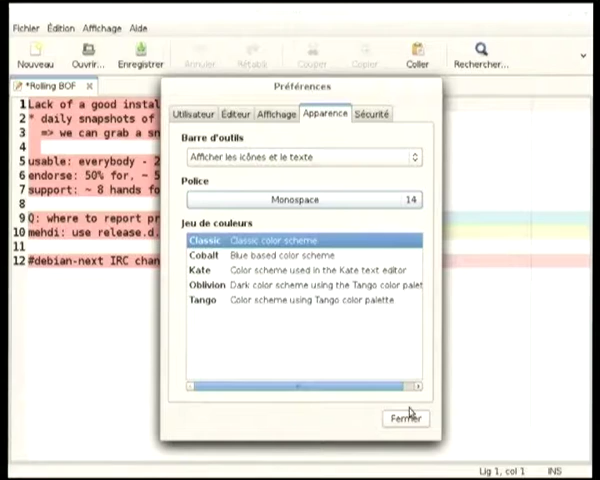 Fichier Édition Affichage Aide
Nouveau Ouvrir... Enregistrer Annuler Rétablir Couper Copier Coller Rechercher...
*Rolling BOF
Préférences
Utilisateur Éditeur Affichage Apparence Sécurité
Barre d'outils
Afficher les icônes et le texte
Police
Monospace 14
Jeu de couleurs
Classic Classic color scheme
Cobalt Blue based color scheme
Kate Color scheme used in the Kate text editor
Oblivion Dark color scheme using the Tango color palet
Tango Color scheme using Tango color palette
Fermer
1 Lack of a good instal
2 * daily snapshots of
3 => we can grab a sn
4
5 usable: everybody - 2
6 endorse: 50% for, ~ 5
7 support: ~ 8 hands fo
8
9 Q: where to report pr
10 mehdi: use release.d.
11
12 #debian-next IRC chan
Lig 1, col 1 INS